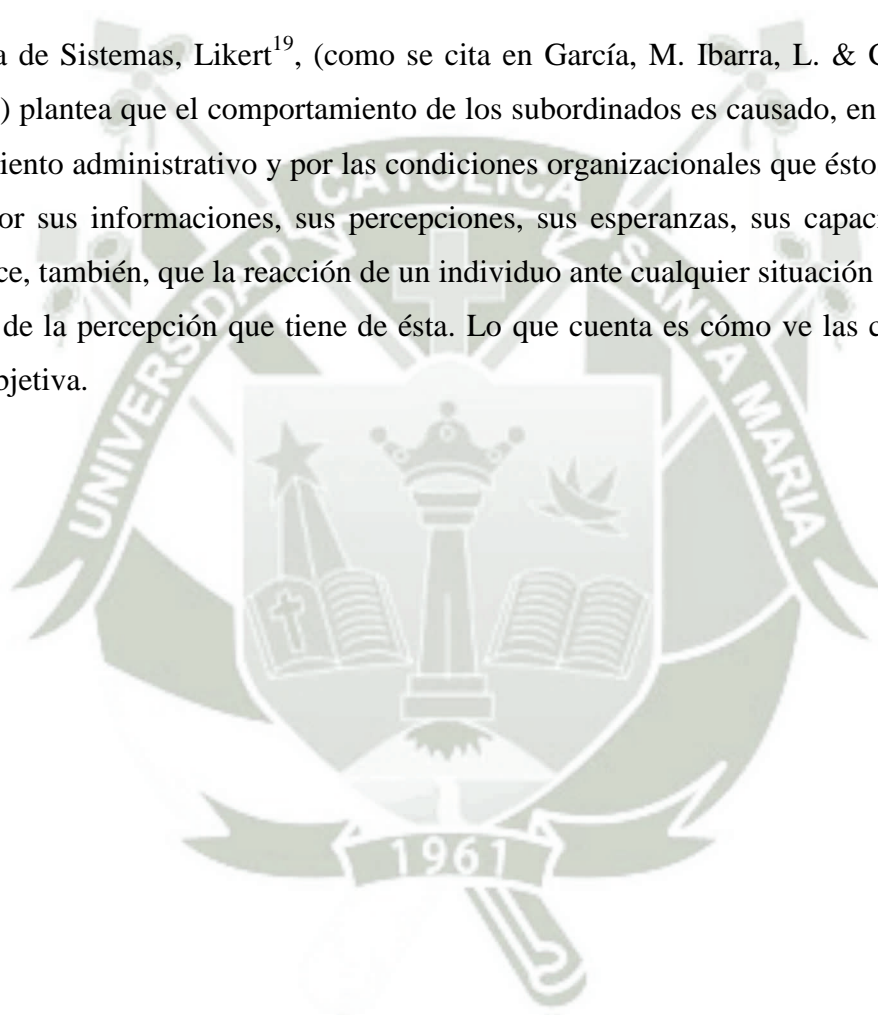 a de Sistemas, Likert19, (como se cita en García, M. Ibarra, L. & C
) plantea que el comportamiento de los subordinados es causado, en
iento administrativo y por las condiciones organizacionales que ésto
or sus informaciones, sus percepciones, sus esperanzas, sus capaci
ce, también, que la reacción de un individuo ante cualquier situación
de la percepción que tiene de ésta. Lo que cuenta es cómo ve las c
bjetiva.
UNIVERSIDAD CATOLICA SANTA MARIA
1961